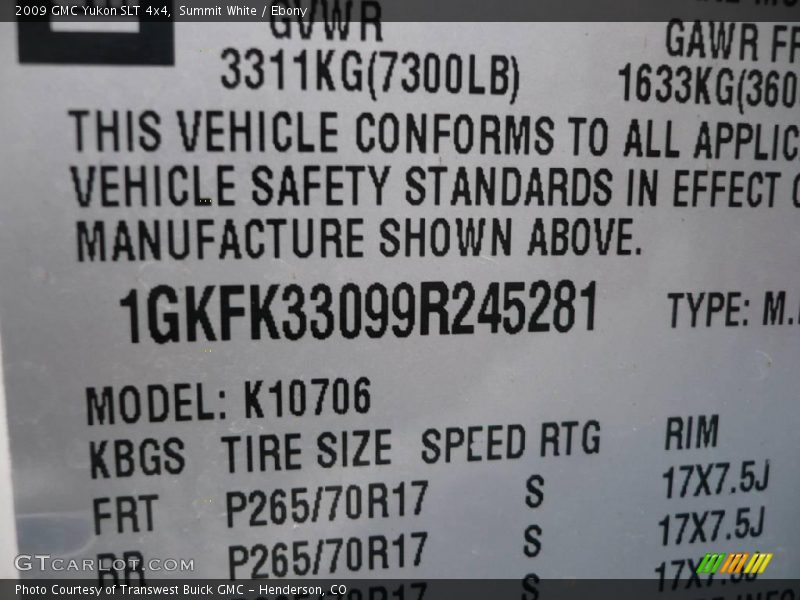 2009 GMC Yukon SLT 4x4, Summit White / Ebony
GVWR GAWR FR
3311KG(7300LB) 1633KG(360
THIS VEHICLE CONFORMS TO ALL APPLIC
VEHICLE SAFETY STANDARDS IN EFFECT O
MANUFACTURE SHOWN ABOVE.
1GKFK33099R245281 TYPE: M.
MODEL: K10706
KBGS TIRE SIZE SPEED RTG RIM
FRT P265/70R17 S 17X7.5J
RR P265/70R17 S 17X7.5J
S 17X7.5J
GTCarLot.com
Photo Courtesy of Transwest Buick GMC – Henderson, CO